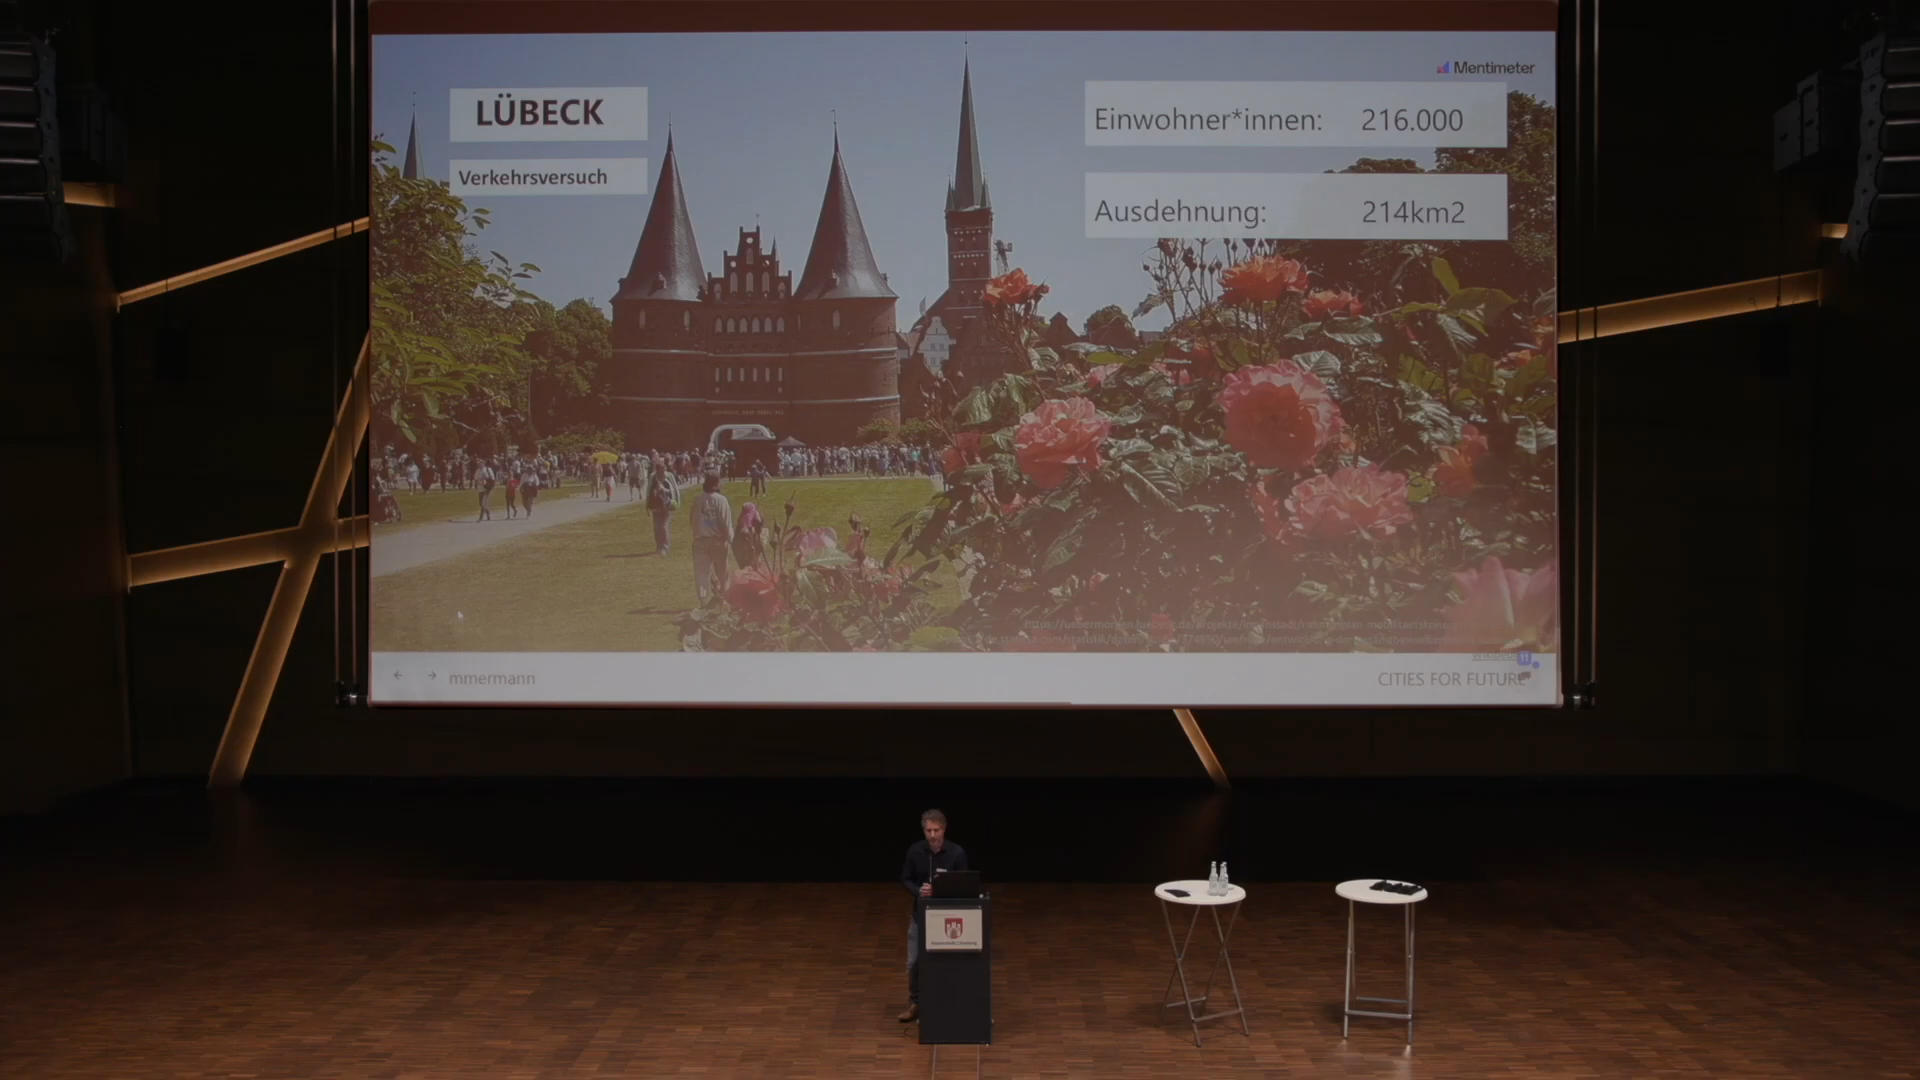 Mentimeter
LÜBECK
Einwohner*innen: 216.000
Verkehrsversuch
Ausdehnung: 214km2
mmermann
CITIES FOR FUTURE